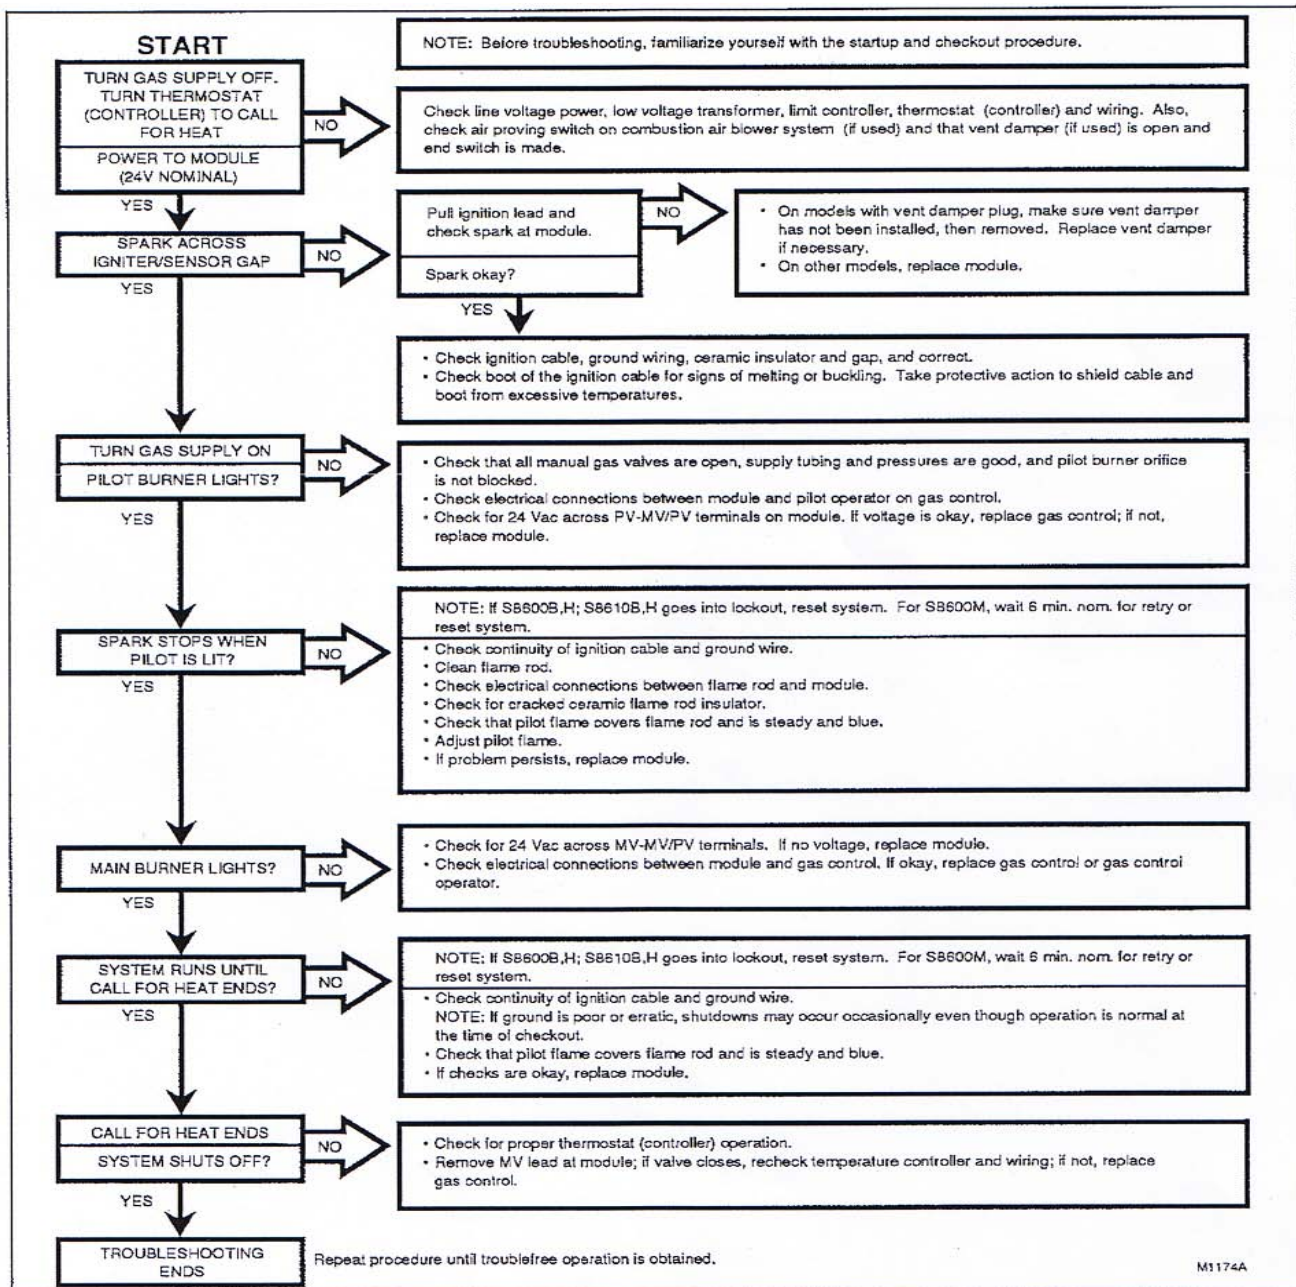 START
NOTE: Before troubleshooting, familiarize yourself with the startup and checkout procedure.
TURN GAS SUPPLY OFF.
TURN THERMOSTAT
(CONTROLLER) TO CALL
FOR HEAT
POWER TO MODULE
(24V NOMINAL)
NO
Check line voltage power, low voltage transformer, limit controller, thermostat (controller) and wiring. Also,
check air proving switch on combustion air blower system (if used) and that vent damper (if used) is open and
end switch is made.
YES
SPARK ACROSS
IGNITER/SENSOR GAP
NO
Pull ignition lead and
check spark at module.
Spark okay?
NO
• On models with vent damper plug, make sure vent damper
has not been installed, then removed. Replace vent damper
if necessary.
• On other models, replace module.
YES
YES
• Check ignition cable, ground wiring, ceramic insulator and gap, and correct.
• Check boot of the ignition cable for signs of melting or buckling. Take protective action to shield cable and
boot from excessive temperatures.
TURN GAS SUPPLY ON
PILOT BURNER LIGHTS?
NO
• Check that all manual gas valves are open, supply tubing and pressures are good, and pilot burner orifice
is not blocked.
• Check electrical connections between module and pilot operator on gas control.
• Check for 24 Vac across PV-MV/PV terminals on module. If voltage is okay, replace gas control; if not,
replace module.
YES
SPARK STOPS WHEN
PILOT IS LIT?
NO
NOTE: If S8600B,H; S8610B,H goes into lockout, reset system. For S8600M, wait 6 min. nom. for retry or
reset system.
• Check continuity of ignition cable and ground wire.
• Clean flame rod.
• Check electrical connections between flame rod and module.
• Check for cracked ceramic flame rod insulator.
• Check that pilot flame covers flame rod and is steady and blue.
• Adjust pilot flame.
• If problem persists, replace module.
YES
MAIN BURNER LIGHTS?
NO
• Check for 24 Vac across MV-MV/PV terminals. If no voltage, replace module.
• Check electrical connections between module and gas control. If okay, replace gas control or gas control
operator.
YES
SYSTEM RUNS UNTIL
CALL FOR HEAT ENDS?
NO
NOTE: If S8600B,H; S8610B,H goes into lockout, reset system. For S8600M, wait 6 min. nom. for retry or
reset system.
• Check continuity of ignition cable and ground wire.
NOTE: If ground is poor or erratic, shutdowns may occur occasionally even though operation is normal at
the time of checkout.
• Check that pilot flame covers flame rod and is steady and blue.
• If checks are okay, replace module.
YES
CALL FOR HEAT ENDS
SYSTEM SHUTS OFF?
NO
• Check for proper thermostat (controller) operation.
• Remove MV lead at module; if valve closes, recheck temperature controller and wiring; if not, replace
gas control.
YES
TROUBLESHOOTING
ENDS
Repeat procedure until troublefree operation is obtained.
M1174A